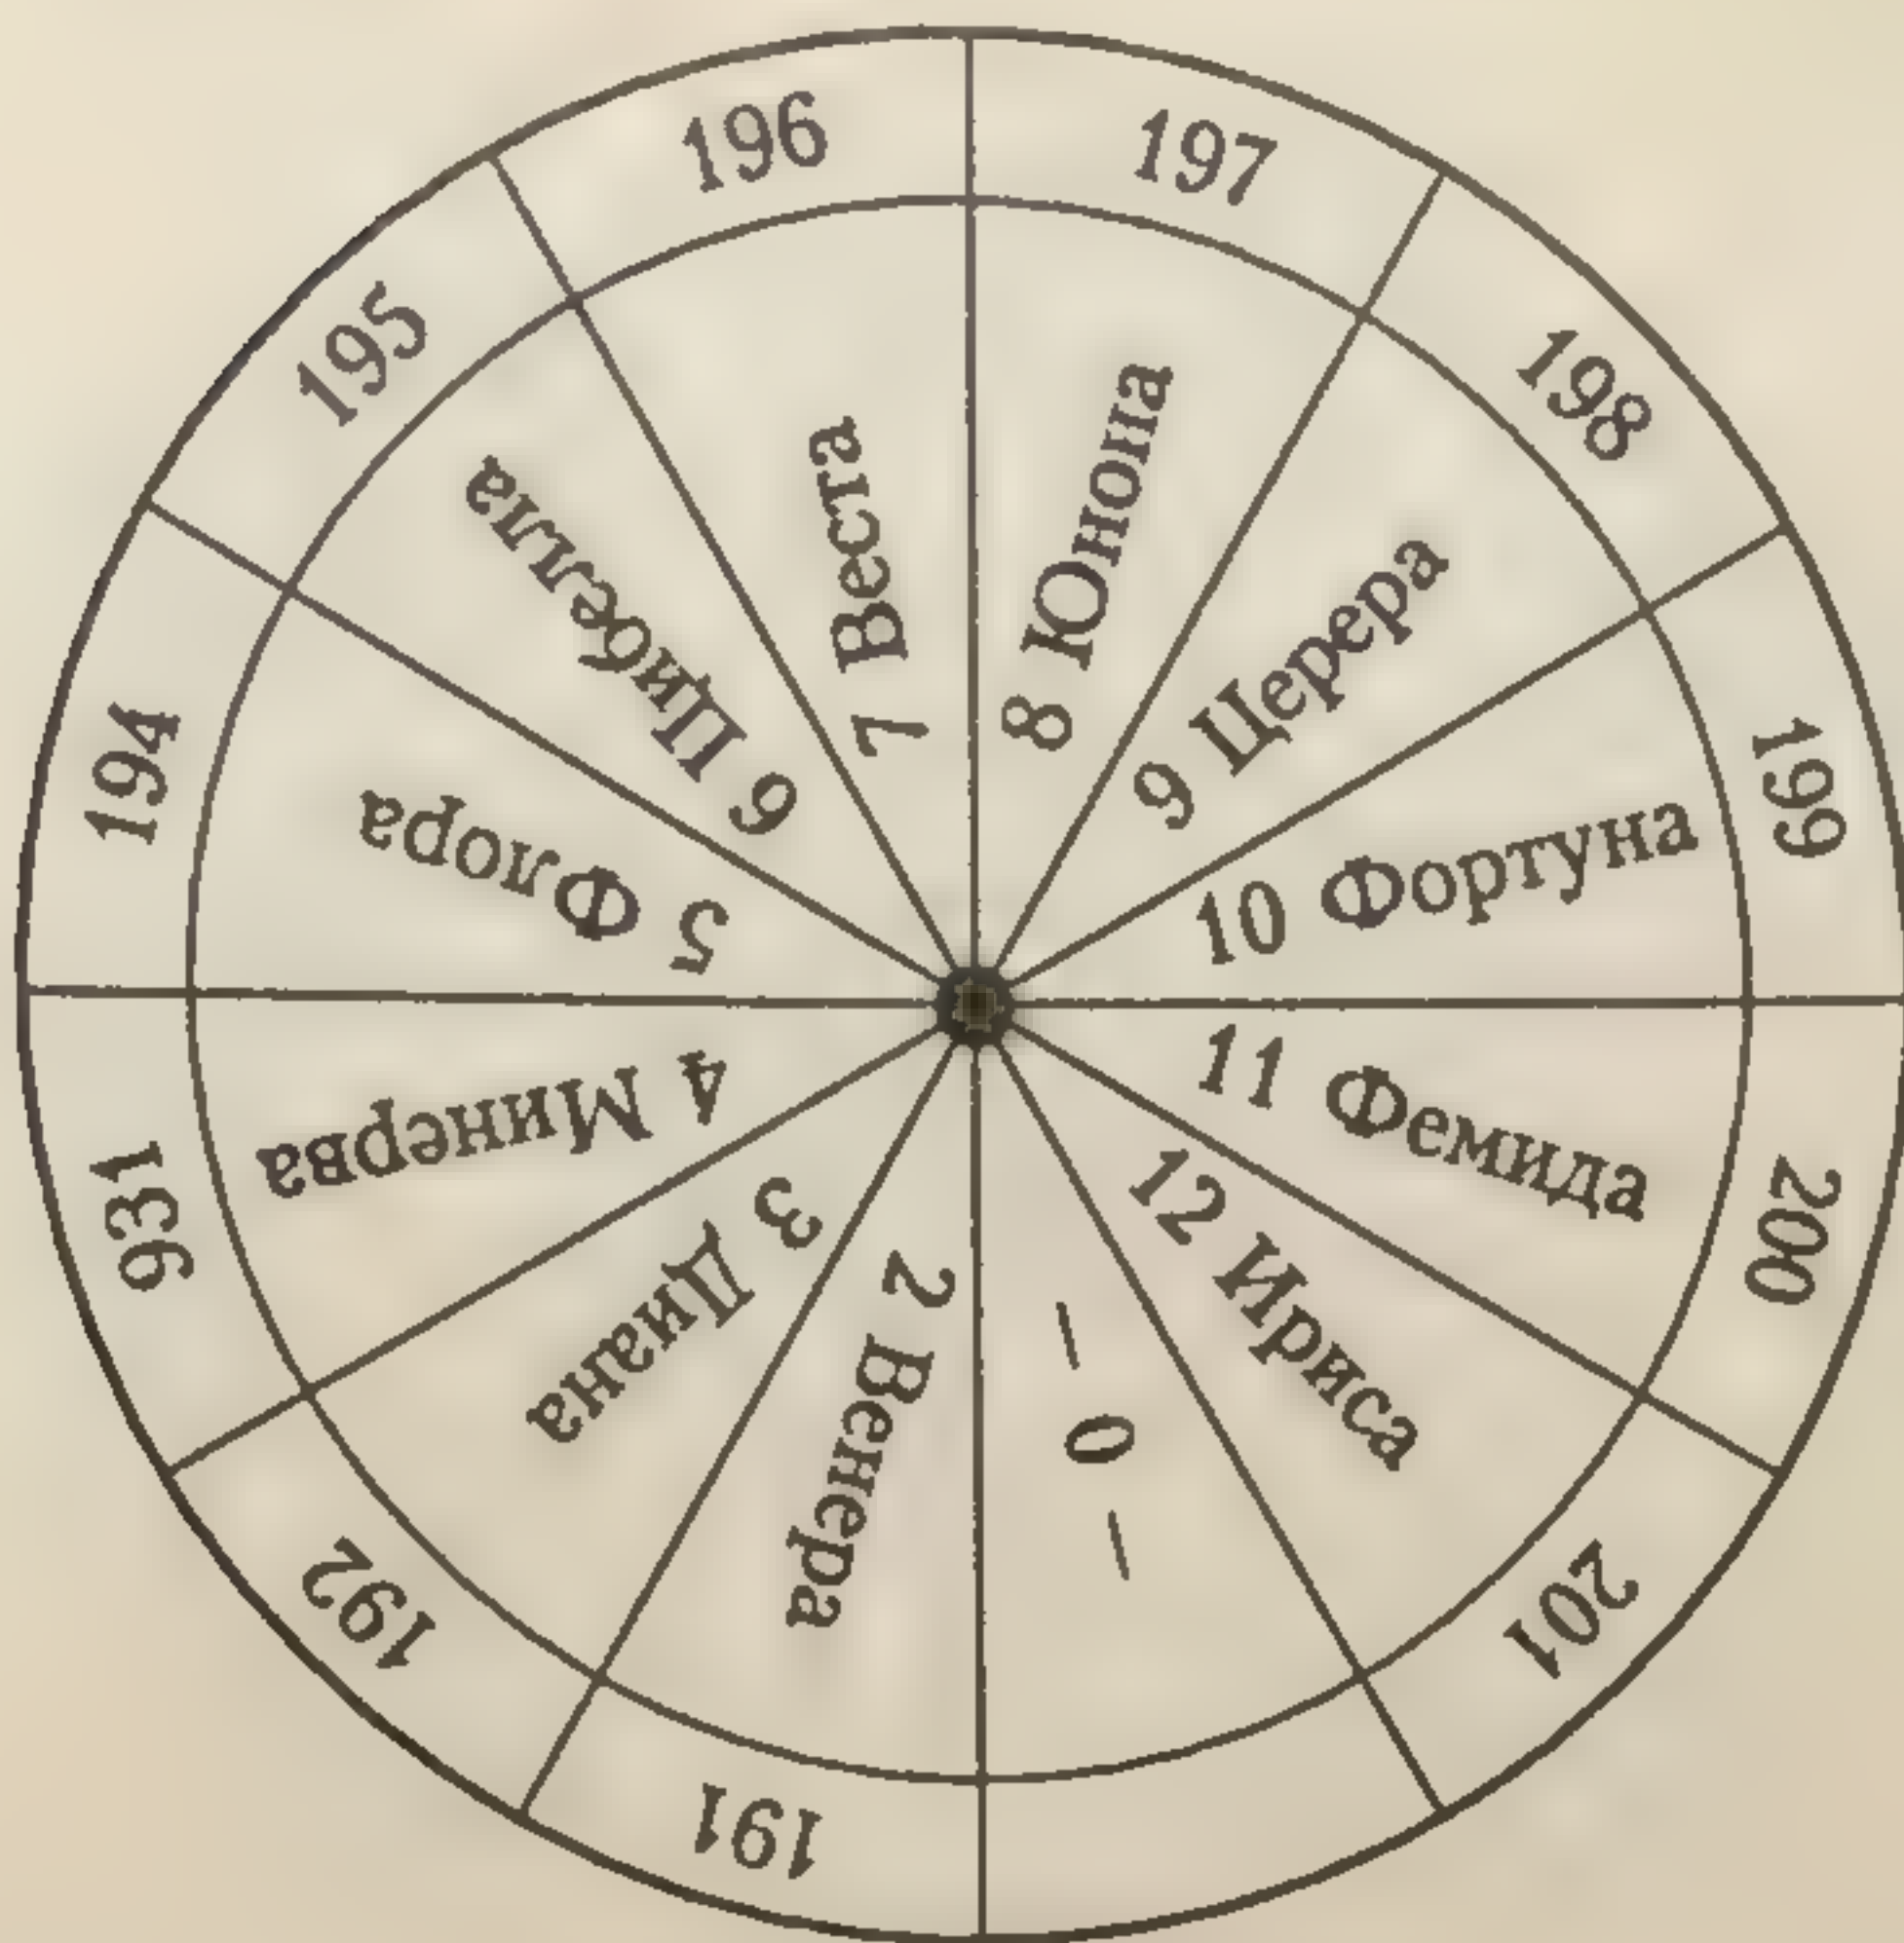 191
192
931
194
195
196
197
198
199
200
201
2 Венера
3 Диана
4 Минерва
5 Флора
6 Цибелла
7 Веста
8 Юнона
9 Церера
10 Фортуна
11 Фемида
12 Ириса
– 0 –